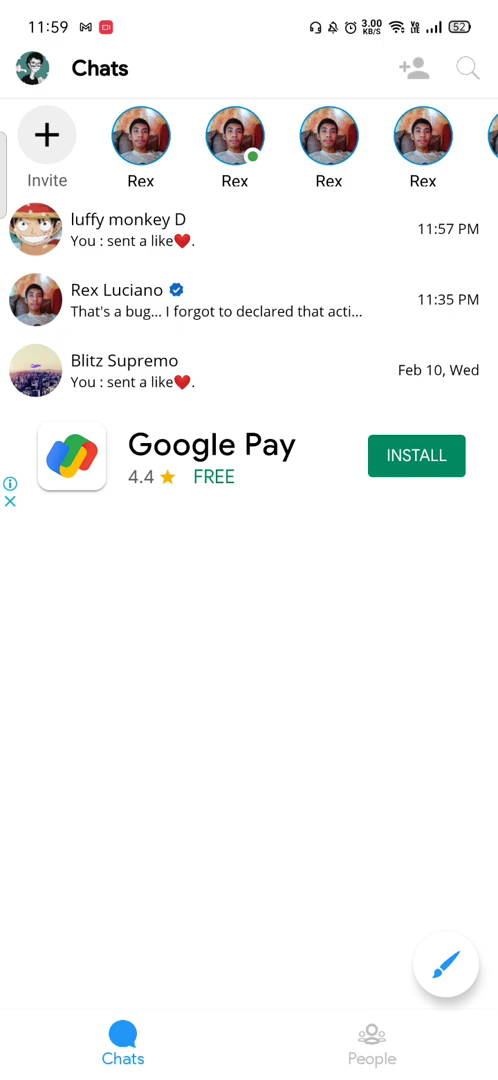 11:59
3.00
KB/S
VO
LTE
52
Chats
Invite
Rex
Rex
Rex
Rex
luffy monkey D
You : sent a like❤️.
11:57 PM
Rex Luciano
That's a bug... I forgot to declared that acti...
11:35 PM
Blitz Supremo
You : sent a like❤️.
Feb 10, Wed
Google Pay
4.4 ★ FREE
INSTALL
Chats
People